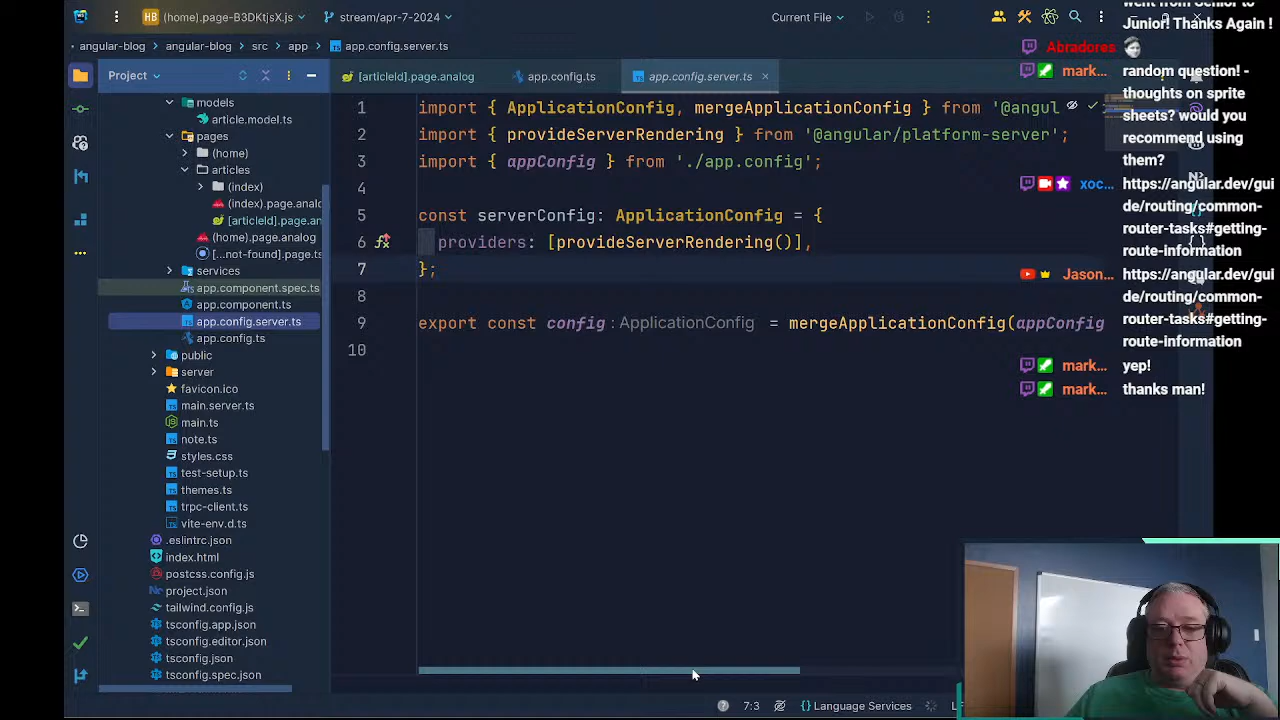 went from Senior to
(home).page-B3DKtjsX.js
stream/apr-7-2024
Current File
Junior! Thanks Again !
angular-blog
angular-blog
src
app
app.config.server.ts
Abradores
Project
[articleId].page.analog
app.config.ts
app.config.server.ts
mark...
random question! -
thoughts on sprite
sheets? would you
recommend using
them?
xoc...
https://angular.dev/gui
de/routing/common-
router-tasks#getting-
route-information
Jason...
https://angular.dev/gui
de/routing/common-
router-tasks#getting-
route-information
mark...
yep!
mark...
thanks man!
models
article.model.ts
pages
(home)
articles
(index)
(index).page.analo
[articleId].page.an
(home).page.analog
[...not-found].page.ts
services
app.component.spec.ts
app.component.ts
app.config.server.ts
app.config.ts
public
server
favicon.ico
main.server.ts
main.ts
note.ts
styles.css
test-setup.ts
themes.ts
trpc-client.ts
vite-env.d.ts
.eslintrc.json
index.html
postcss.config.js
project.json
tailwind.config.js
tsconfig.app.json
tsconfig.editor.json
tsconfig.json
tsconfig.spec.json
1 import { ApplicationConfig, mergeApplicationConfig } from '@angul
2 import { provideServerRendering } from '@angular/platform-server';
3 import { appConfig } from './app.config';
4
5 const serverConfig: ApplicationConfig = {
6 providers: [provideServerRendering()],
7 };
8
9 export const config : ApplicationConfig = mergeApplicationConfig(appConfig
10
7:3
{} Language Services